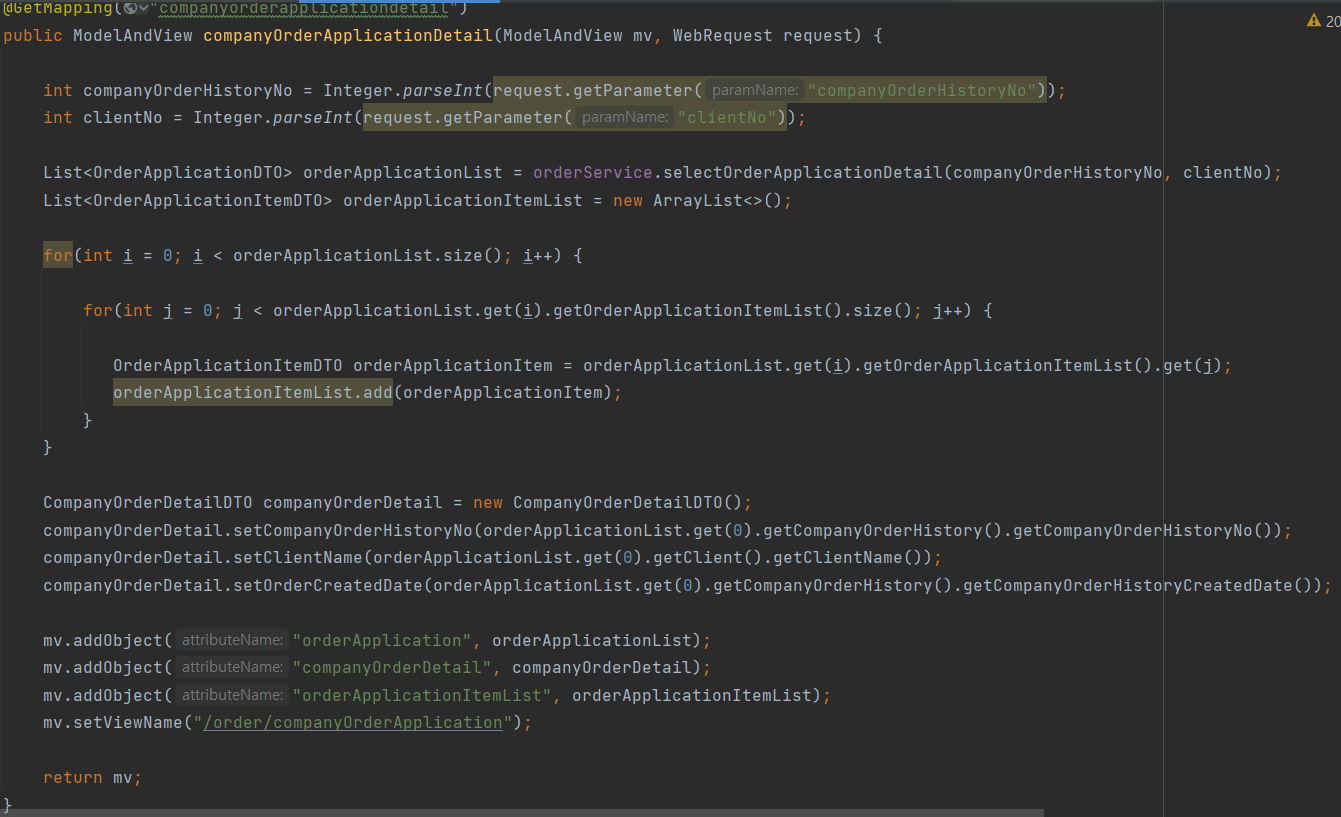 @GetMapping("companyorderapplicationdetail")
public ModelAndView companyOrderApplicationDetail(ModelAndView mv, WebRequest request) {
int companyOrderHistoryNo = Integer.parseInt(request.getParameter( paramName: "companyOrderHistoryNo"));
int clientNo = Integer.parseInt(request.getParameter( paramName: "clientNo"));
List<OrderApplicationDTO> orderApplicationList = orderService.selectOrderApplicationDetail(companyOrderHistoryNo, clientNo);
List<OrderApplicationItemDTO> orderApplicationItemList = new ArrayList<>();
for(int i = 0; i < orderApplicationList.size(); i++) {
for(int j = 0; j < orderApplicationList.get(i).getOrderApplicationItemList().size(); j++) {
OrderApplicationItemDTO orderApplicationItem = orderApplicationList.get(i).getOrderApplicationItemList().get(j);
orderApplicationItemList.add(orderApplicationItem);
}
}
CompanyOrderDetailDTO companyOrderDetail = new CompanyOrderDetailDTO();
companyOrderDetail.setCompanyOrderHistoryNo(orderApplicationList.get(0).getCompanyOrderHistory().getCompanyOrderHistoryNo());
companyOrderDetail.setClientName(orderApplicationList.get(0).getClient().getClientName());
companyOrderDetail.setOrderCreatedDate(orderApplicationList.get(0).getCompanyOrderHistory().getCompanyOrderHistoryCreatedDate());
mv.addObject( attributeName: "orderApplication", orderApplicationList);
mv.addObject( attributeName: "companyOrderDetail", companyOrderDetail);
mv.addObject( attributeName: "orderApplicationItemList", orderApplicationItemList);
mv.setViewName("/order/companyOrderApplication");
return mv;
}